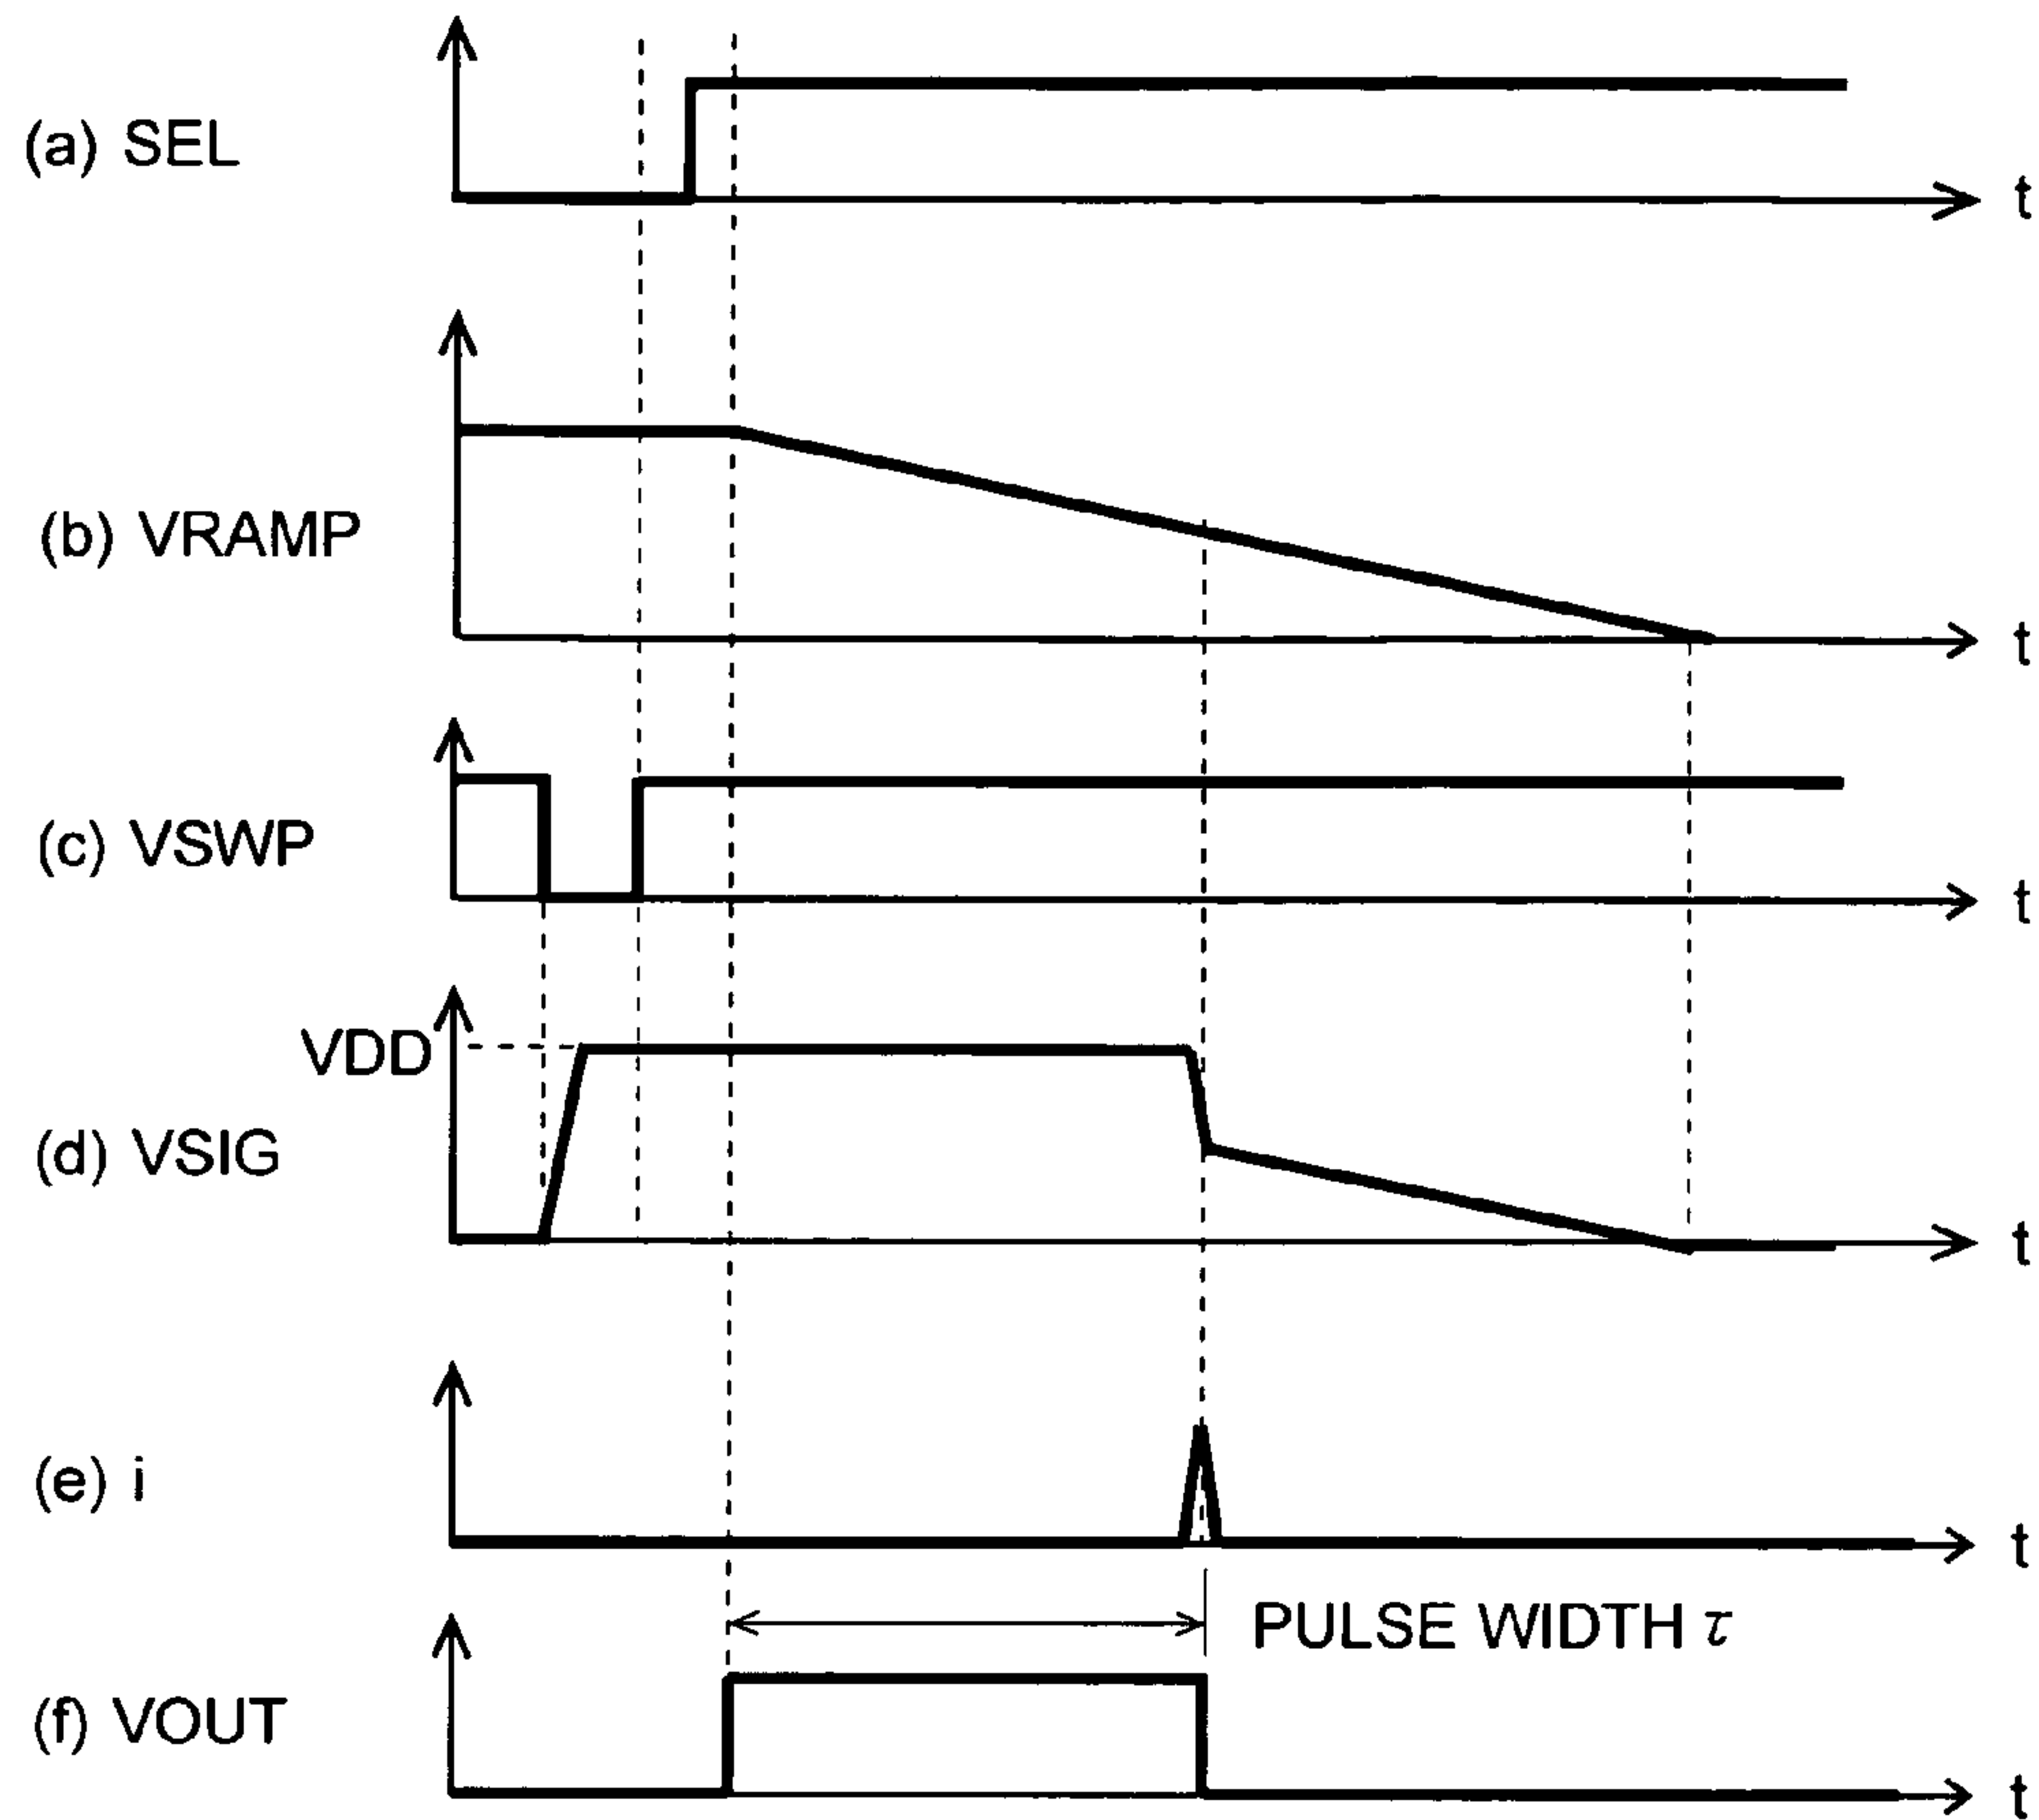 (a) SEL
t
(b) VRAMP
t
(c) VSWP
t
VDD
(d) VSIG
t
(e) i
t
PULSE WIDTH τ
(f) VOUT
t